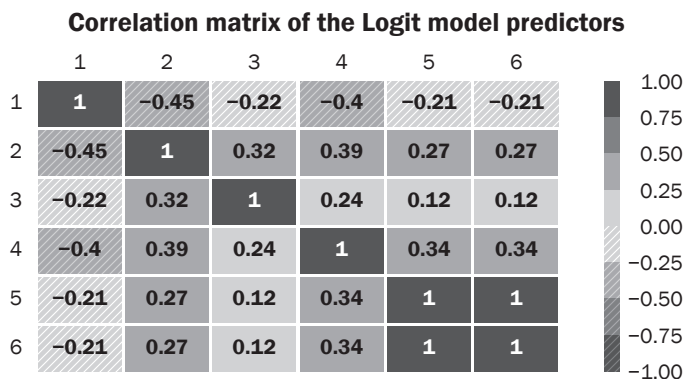 Correlation matrix of the Logit model predictors
1 2 3 4 5 6
1 1 −0.45 −0.22 −0.4 −0.21 −0.21
2 −0.45 1 0.32 0.39 0.27 0.27
3 −0.22 0.32 1 0.24 0.12 0.12
4 −0.4 0.39 0.24 1 0.34 0.34
5 −0.21 0.27 0.12 0.34 1 1
6 −0.21 0.27 0.12 0.34 1 1
1.00
0.75
0.50
0.25
0.00
−0.25
−0.50
−0.75
−1.00